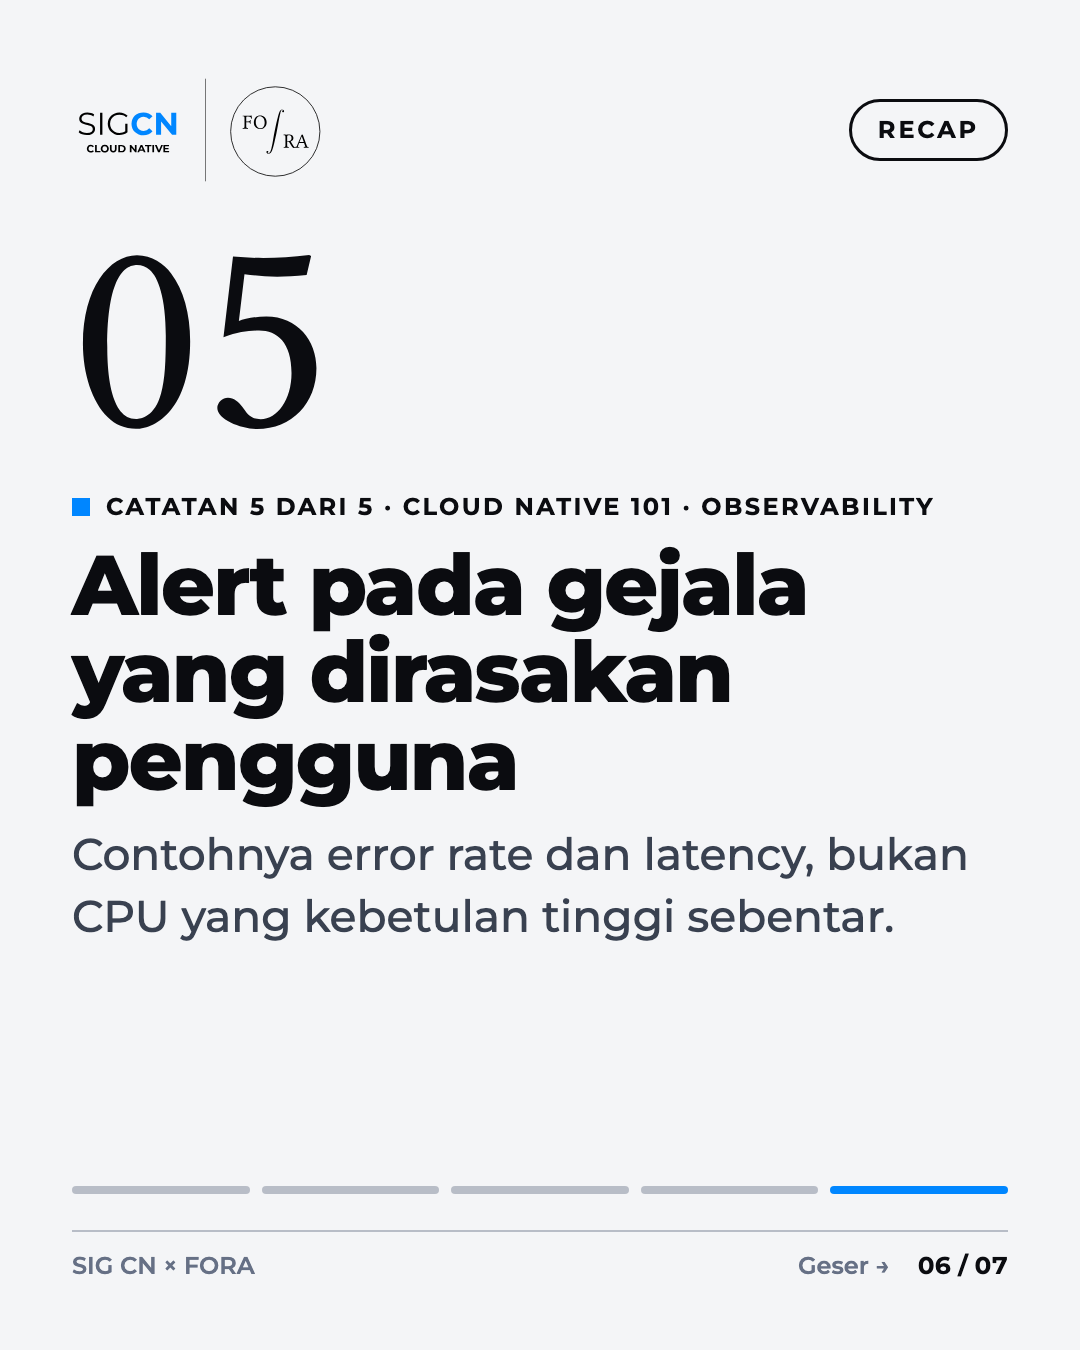 SIGCN
CLOUD NATIVE
FO RA
RECAP
05
CATATAN 5 DARI 5 · CLOUD NATIVE 101 · OBSERVABILITY
Alert pada gejala
yang dirasakan
pengguna
Contohnya error rate dan latency, bukan
CPU yang kebetulan tinggi sebentar.
SIG CN × FORA
Geser → 06 / 07